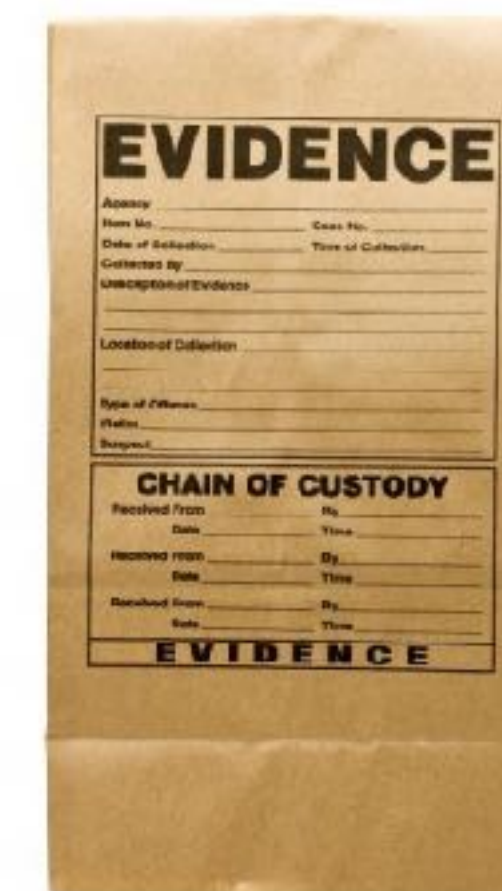 EVIDENCE
Agency
Item No. Case No.
Date of Collection Time of Collection
Collected By
Description of Evidence
Location of Collection
Type of Offense
Victim
Suspect
CHAIN OF CUSTODY
Received From By
Date Time
Received From By
Date Time
Received From By
Date Time
EVIDENCE